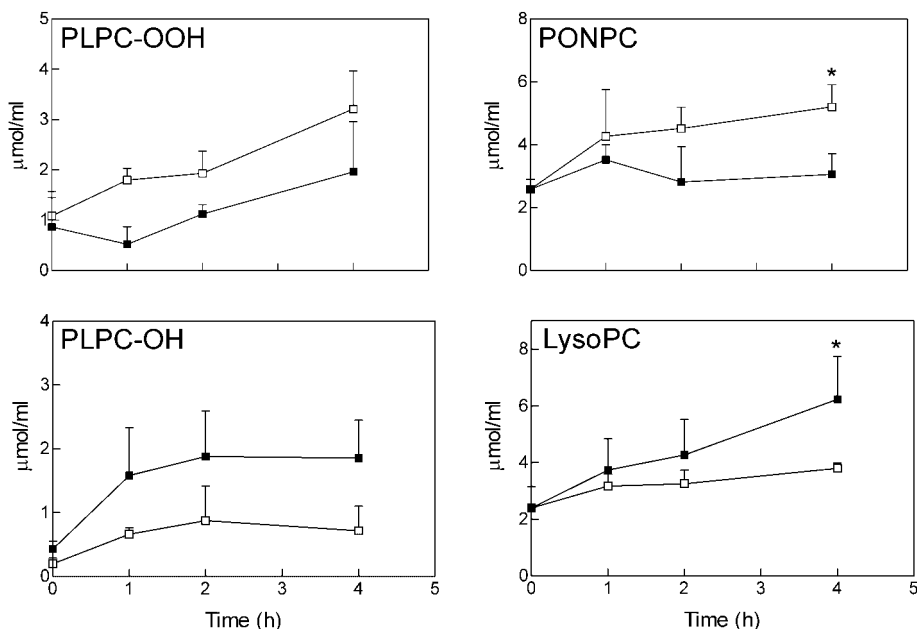 PLPC-OOH
μmol/ml
5
4
3
2
1
0
PONPC
μmol/ml
8
6
4
2
0
*
PLPC-OH
μmol/ml
4
3
2
1
0
0 1 2 3 4 5
Time (h)
LysoPC
μmol/ml
8
6
4
2
0
*
0 1 2 3 4 5
Time (h)